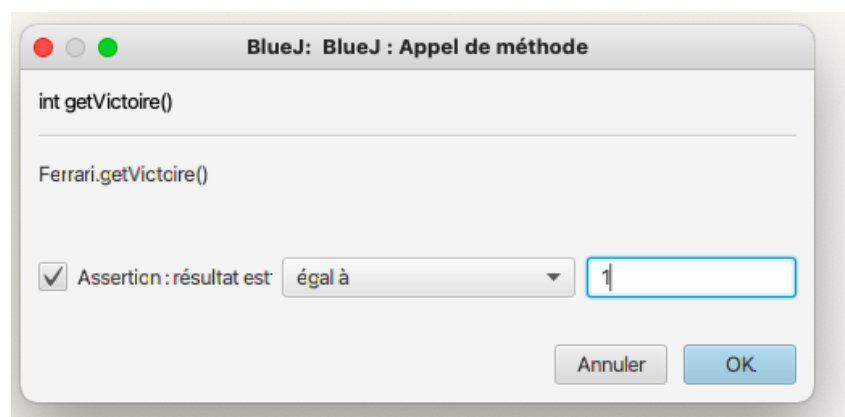 BlueJ: BlueJ : Appel de méthode
int getVictoire()
Ferrari.getVictoire()
Assertion : résultat est égal à 1
Annuler OK